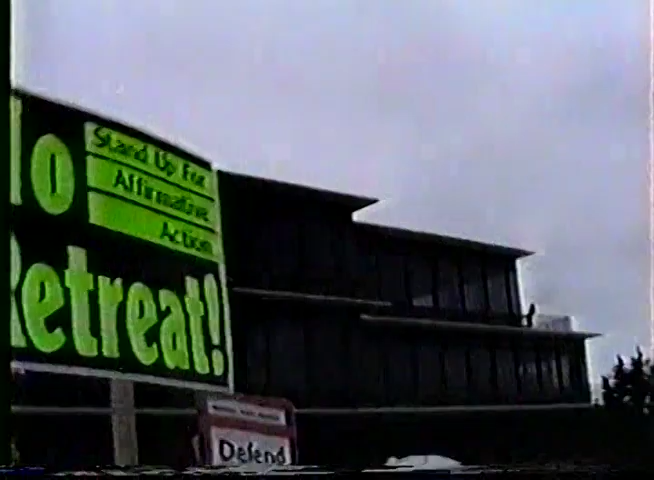 No
Stand Up For
Affirmative
Action
Retreat!
Defend